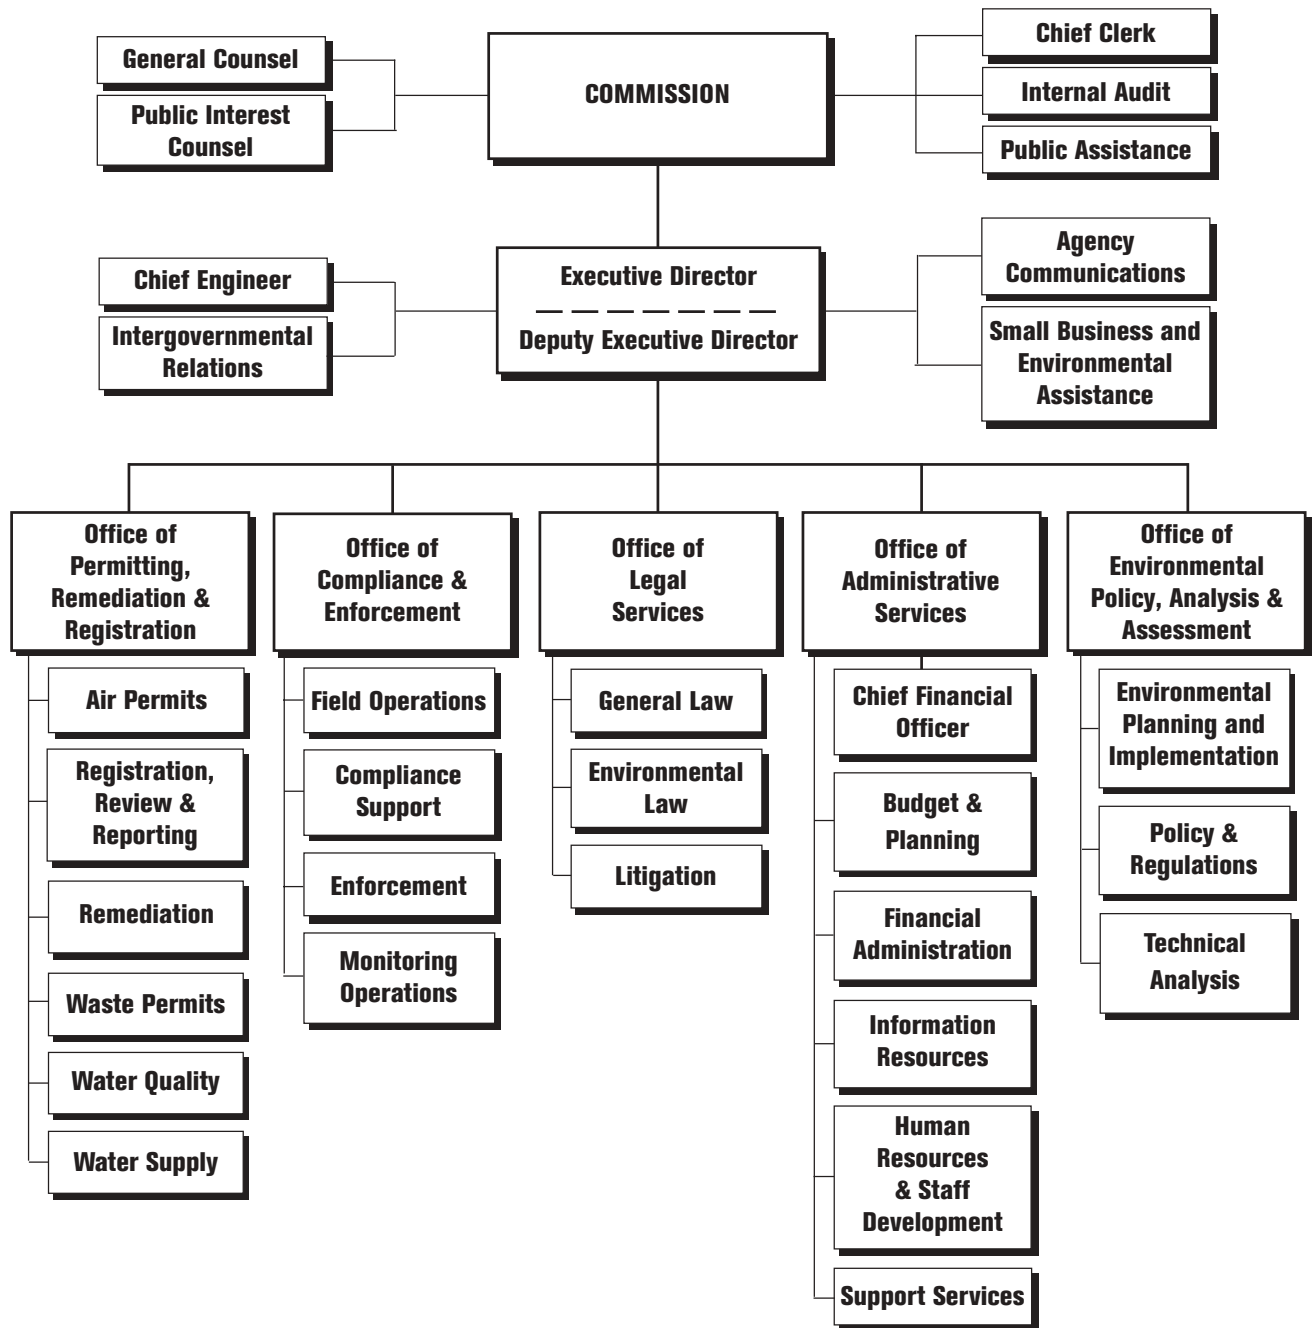 General Counsel
Public Interest
Counsel
COMMISSION
Chief Clerk
Internal Audit
Public Assistance
Chief Engineer
Intergovernmental
Relations
Executive Director
Deputy Executive Director
Agency
Communications
Small Business and
Environmental
Assistance
Office of
Permitting,
Remediation &
Registration
Air Permits
Registration,
Review &
Reporting
Remediation
Waste Permits
Water Quality
Water Supply
Office of
Compliance &
Enforcement
Field Operations
Compliance
Support
Enforcement
Monitoring
Operations
Office of
Legal
Services
General Law
Environmental
Law
Litigation
Office of
Administrative
Services
Chief Financial
Officer
Budget &
Planning
Financial
Administration
Information
Resources
Human
Resources
& Staff
Development
Support Services
Office of
Environmental
Policy, Analysis &
Assessment
Environmental
Planning and
Implementation
Policy &
Regulations
Technical
Analysis